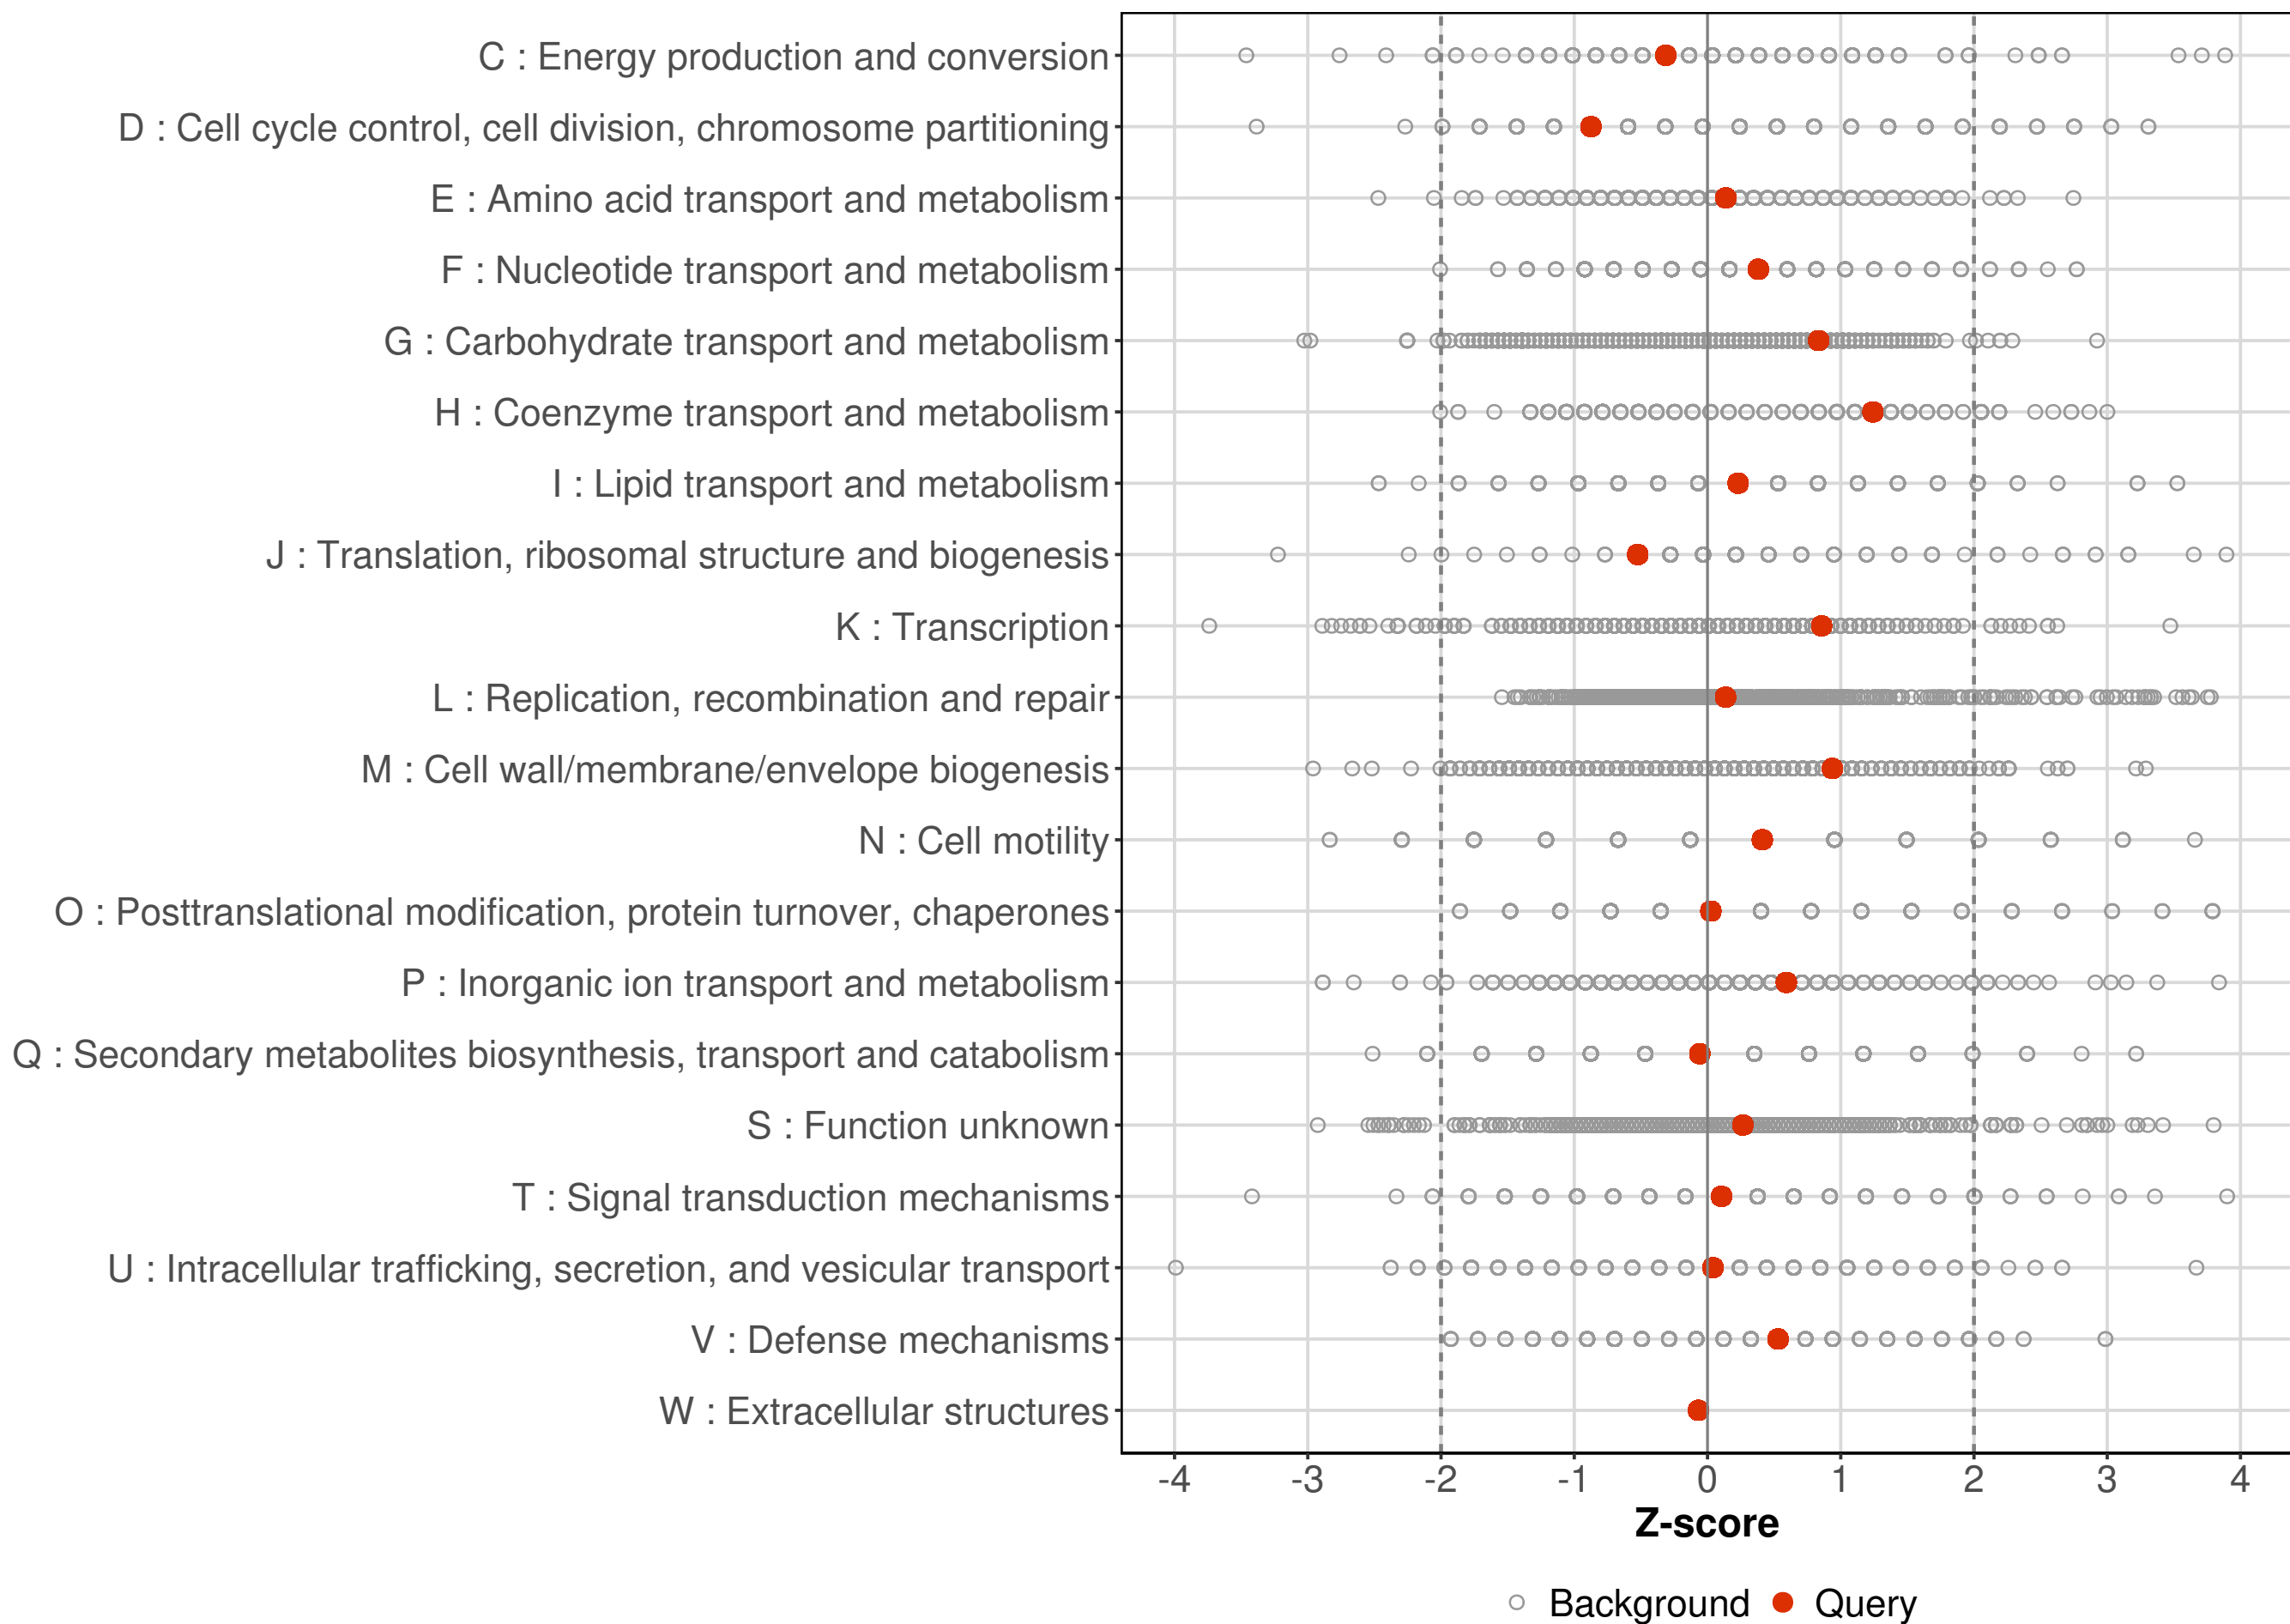 C : Energy production and conversion
D : Cell cycle control, cell division, chromosome partitioning
E : Amino acid transport and metabolism
F : Nucleotide transport and metabolism
G : Carbohydrate transport and metabolism
H : Coenzyme transport and metabolism
I : Lipid transport and metabolism
J : Translation, ribosomal structure and biogenesis
K : Transcription
L : Replication, recombination and repair
M : Cell wall/membrane/envelope biogenesis
N : Cell motility
O : Posttranslational modification, protein turnover, chaperones
P : Inorganic ion transport and metabolism
Q : Secondary metabolites biosynthesis, transport and catabolism
S : Function unknown
T : Signal transduction mechanisms
U : Intracellular trafficking, secretion, and vesicular transport
V : Defense mechanisms
W : Extracellular structures
-4 -3 -2 -1 0 1 2 3 4
Z-score
Background Query